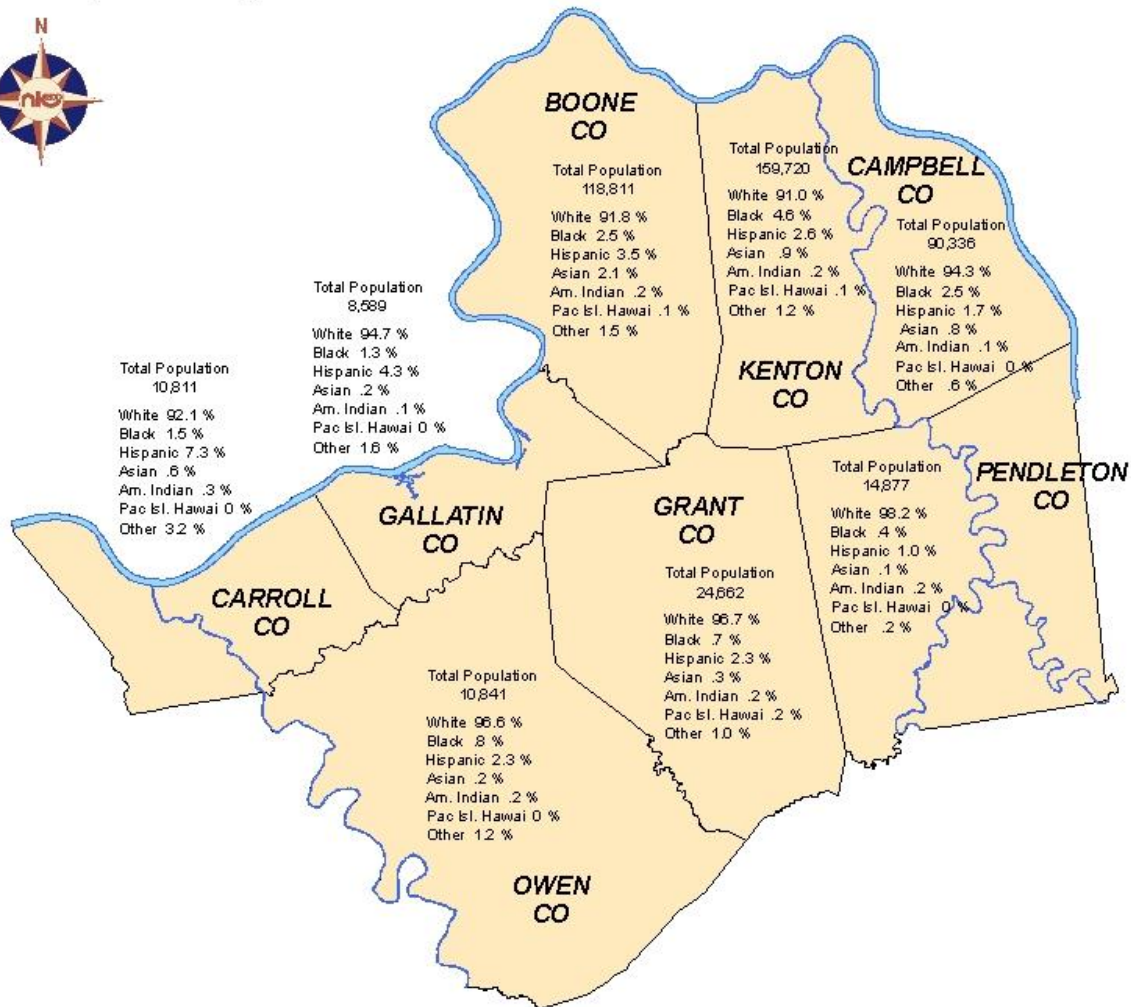 N
BOONE
CO
Total Population
118,811
White 91.8 %
Black 2.5 %
Hispanic 3.5 %
Asian 2.1 %
Am. Indian .2 %
Pac Isl. Hawai .1 %
Other 1.5 %
Total Population
159,720
White 91.0 %
Black 4.6 %
Hispanic 2.6 %
Asian .9 %
Am. Indian .2 %
Pac Isl. Hawai .1 %
Other 1.2 %
KENTON
CO
CAMPBELL
CO
Total Population
90,336
White 94.3 %
Black 2.5 %
Hispanic 1.7 %
Asian .8 %
Am. Indian .1 %
Pac Isl. Hawai 0 %
Other .6 %
Total Population
8,589
White 94.7 %
Black 1.3 %
Hispanic 4.3 %
Asian .2 %
Am. Indian .1 %
Pac Isl. Hawai 0 %
Other 1.6 %
GALLATIN
CO
Total Population
10,811
White 92.1 %
Black 1.5 %
Hispanic 7.3 %
Asian .6 %
Am. Indian .3 %
Pac Isl. Hawai 0 %
Other 3.2 %
CARROLL
CO
GRANT
CO
Total Population
24,662
White 96.7 %
Black .7 %
Hispanic 2.3 %
Asian .3 %
Am. Indian .2 %
Pac Isl. Hawai .2 %
Other 1.0 %
Total Population
14,877
White 98.2 %
Black .4 %
Hispanic 1.0 %
Asian .1 %
Am. Indian .2 %
Pac Isl. Hawai 0 %
Other .2 %
PENDLETON
CO
Total Population
10,841
White 96.6 %
Black .8 %
Hispanic 2.3 %
Asian .2 %
Am. Indian .2 %
Pac Isl. Hawai 0 %
Other 1.2 %
OWEN
CO